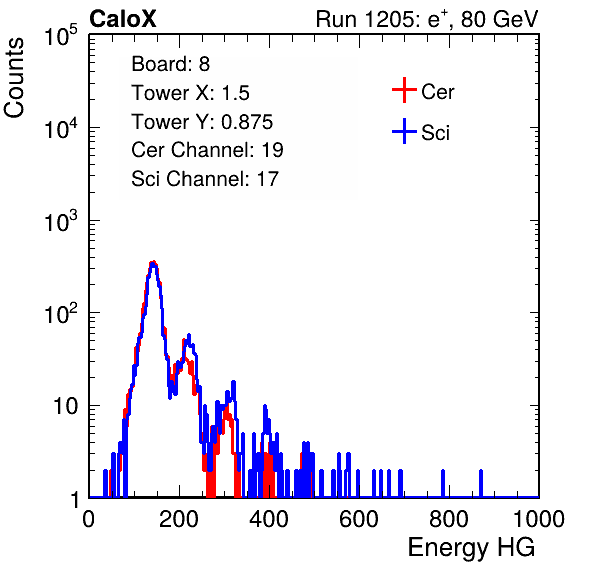 CaloX Run 1205: e⁺, 80 GeV
10⁵
Board: 8
Tower X: 1.5
Cer
Tower Y: 0.875
10⁴
Sci
Cer Channel: 19
Sci Channel: 17
Counts
10³
10²
10
1
0 200 400 600 800 1000
Energy HG